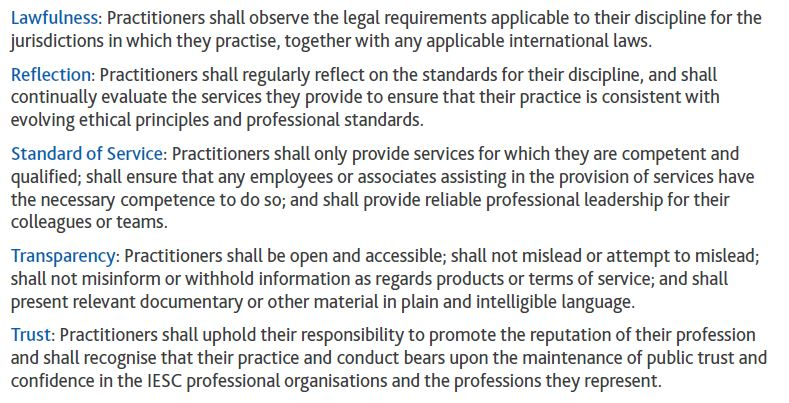 Lawfulness: Practitioners shall observe the legal requirements applicable to their discipline for the
jurisdictions in which they practise, together with any applicable international laws.
Reflection: Practitioners shall regularly reflect on the standards for their discipline, and shall
continually evaluate the services they provide to ensure that their practice is consistent with
evolving ethical principles and professional standards.
Standard of Service: Practitioners shall only provide services for which they are competent and
qualified; shall ensure that any employees or associates assisting in the provision of services have
the necessary competence to do so; and shall provide reliable professional leadership for their
colleagues or teams.
Transparency: Practitioners shall be open and accessible; shall not mislead or attempt to mislead;
shall not misinform or withhold information as regards products or terms of service; and shall
present relevant documentary or other material in plain and intelligible language.
Trust: Practitioners shall uphold their responsibility to promote the reputation of their profession
and shall recognise that their practice and conduct bears upon the maintenance of public trust and
confidence in the IESC professional organisations and the professions they represent.